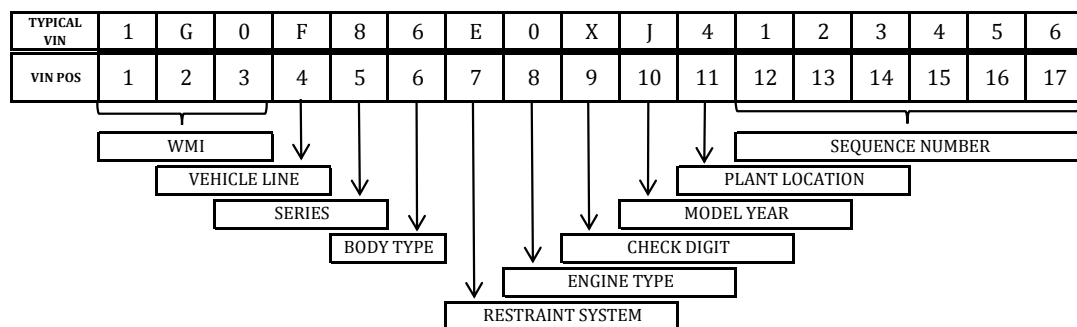 TYPICAL VIN 1 G 0 F 8 6 E 0 X J 4 1 2 3 4 5 6
VIN POS 1 2 3 4 5 6 7 8 9 10 11 12 13 14 15 16 17
WMI SEQUENCE NUMBER
VEHICLE LINE PLANT LOCATION
SERIES MODEL YEAR
BODY TYPE CHECK DIGIT
ENGINE TYPE
RESTRAINT SYSTEM